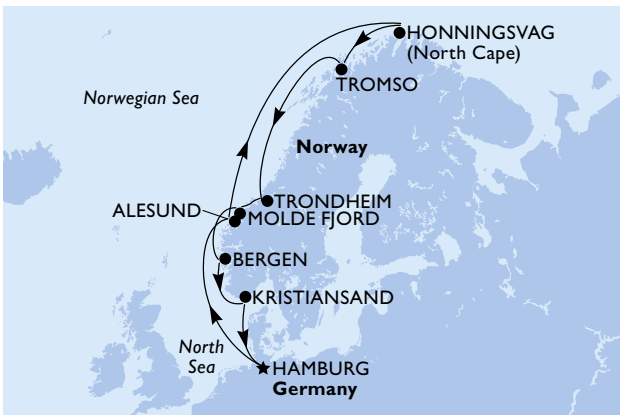 HONNINGSVAG
(North Cape)
TROMSO
Norwegian Sea
Norway
TRONDHEIM
ALESUND
MOLDE FJORD
BERGEN
KRISTIANSAND
North
Sea
HAMBURG
Germany